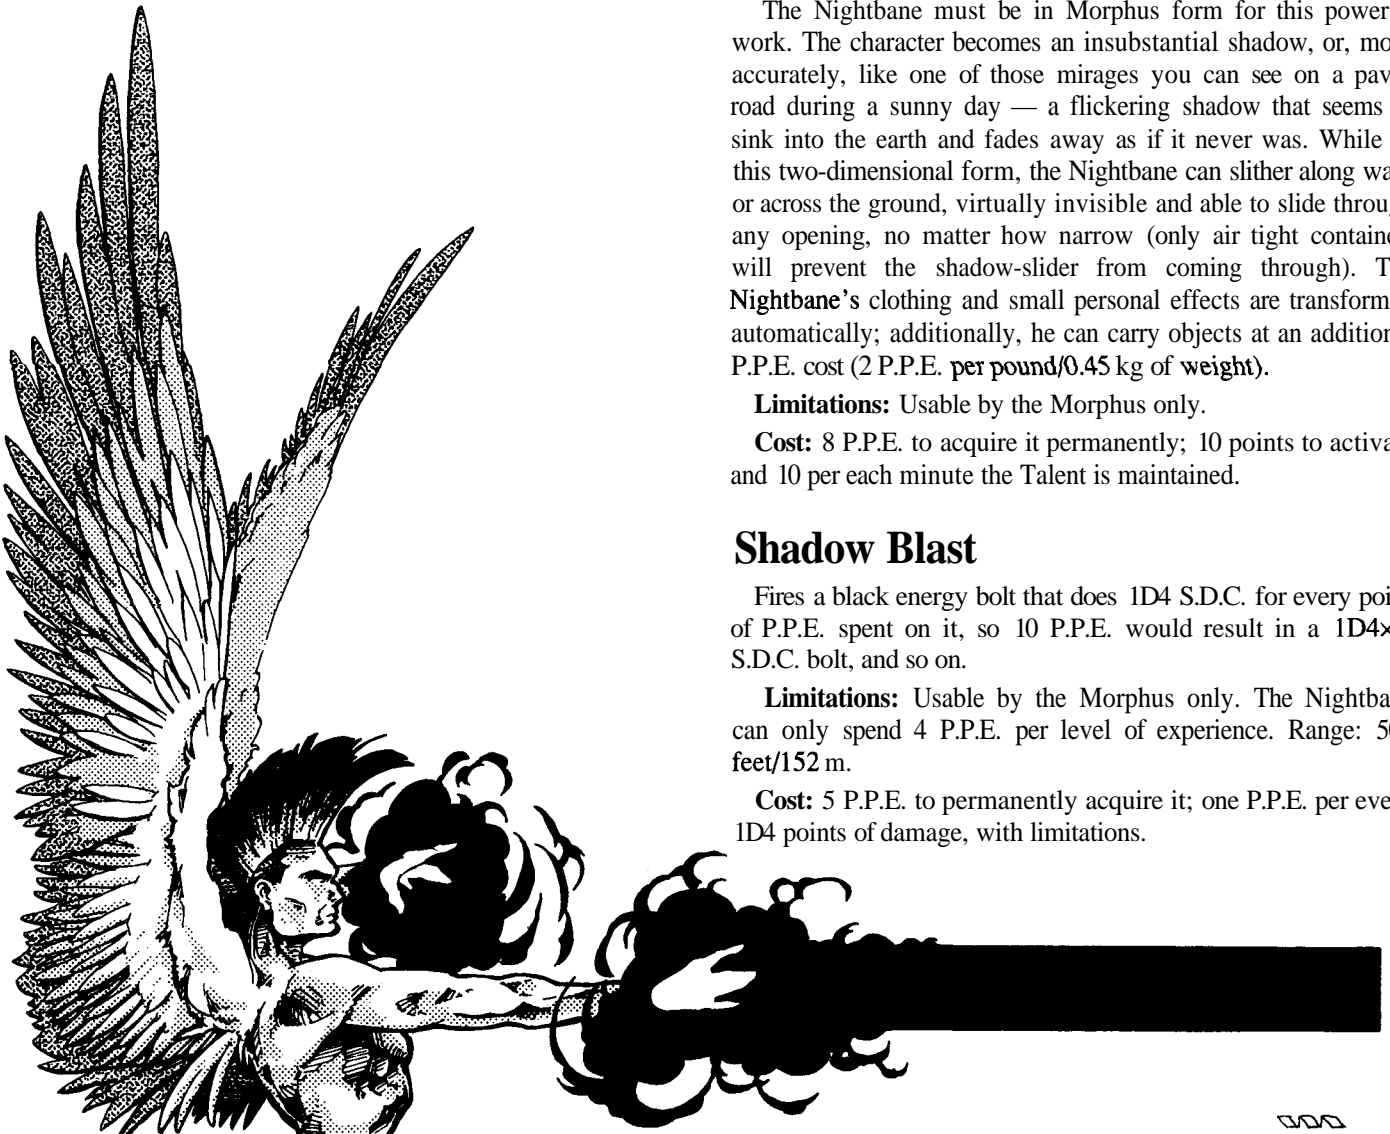 The Nightbane must be in Morphus form for this power
work. The character becomes an insubstantial shadow, or, mo
accurately, like one of those mirages you can see on a pav
road during a sunny day — a flickering shadow that seems
sink into the earth and fades away as if it never was. While
this two-dimensional form, the Nightbane can slither along wa
or across the ground, virtually invisible and able to slide throug
any opening, no matter how narrow (only air tight containe
will prevent the shadow-slider from coming through). T
Nightbane's clothing and small personal effects are transform
automatically; additionally, he can carry objects at an addition
P.P.E. cost (2 P.P.E. per pound/0.45 kg of weight).
Limitations: Usable by the Morphus only.
Cost: 8 P.P.E. to acquire it permanently; 10 points to activa
and 10 per each minute the Talent is maintained.
Shadow Blast
Fires a black energy bolt that does 1D4 S.D.C. for every poi
of P.P.E. spent on it, so 10 P.P.E. would result in a 1D4×
S.D.C. bolt, and so on.
Limitations: Usable by the Morphus only. The Nightba
can only spend 4 P.P.E. per level of experience. Range: 50
feet/152 m.
Cost: 5 P.P.E. to permanently acquire it; one P.P.E. per eve
1D4 points of damage, with limitations.